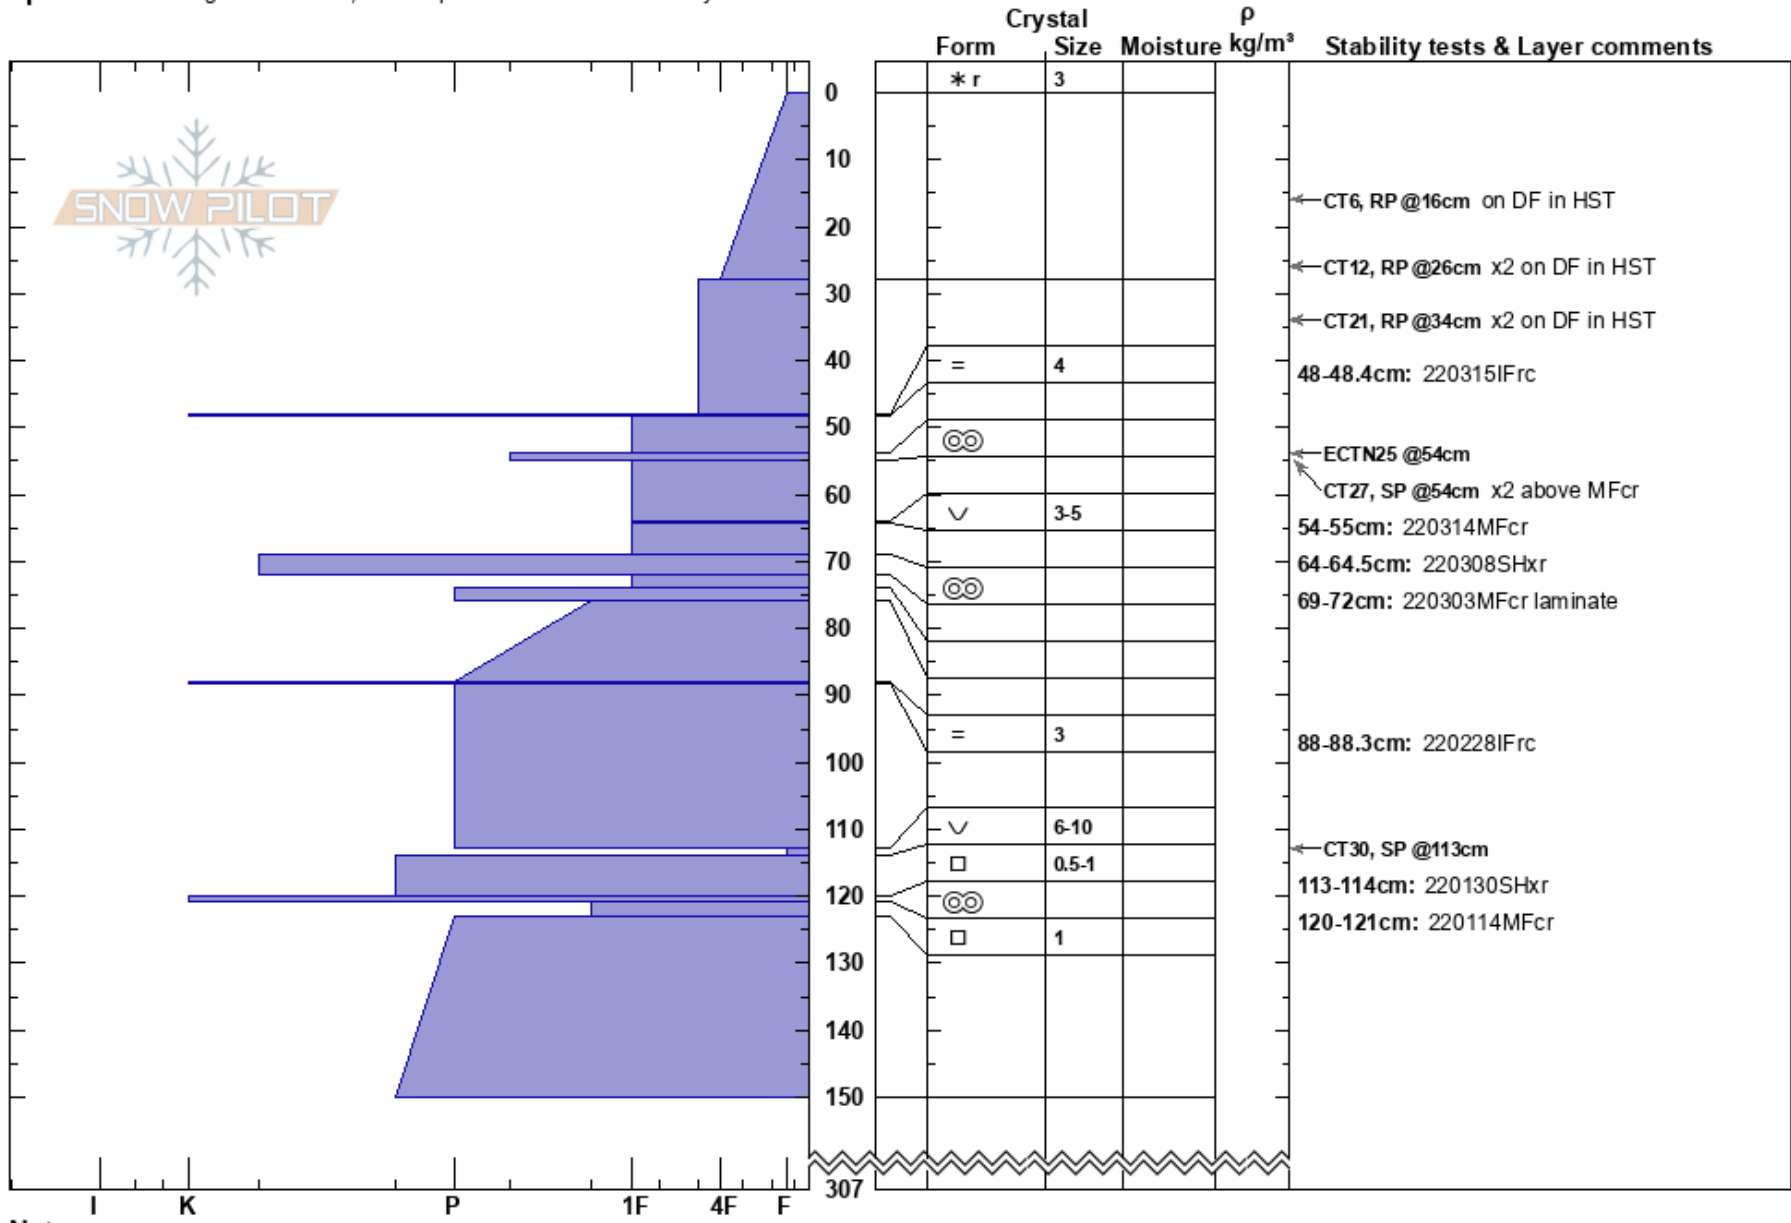 Crystal ρ
Form Size Moisture kg/m³ Stability tests & Layer comments
* r 3
SNOW PILOT
0
10
20
30
40
50
60
70
80
90
100
110
120
130
140
150
307
CT6, RP @16cm on DF in HST
CT12, RP @26cm x2 on DF in HST
CT21, RP @34cm x2 on DF in HST
= 4
48-48.4cm: 220315IFrc
ECTN25 @54cm
CT27, SP @54cm x2 above MFcr
3-5
54-55cm: 220314MFcr
64-64.5cm: 220308SHxr
69-72cm: 220303MFcr laminate
= 3
88-88.3cm: 220228IFrc
6-10
CT30, SP @113cm
0.5-1
113-114cm: 220130SHxr
120-121cm: 220114MFcr
1
I K P 1F 4F F